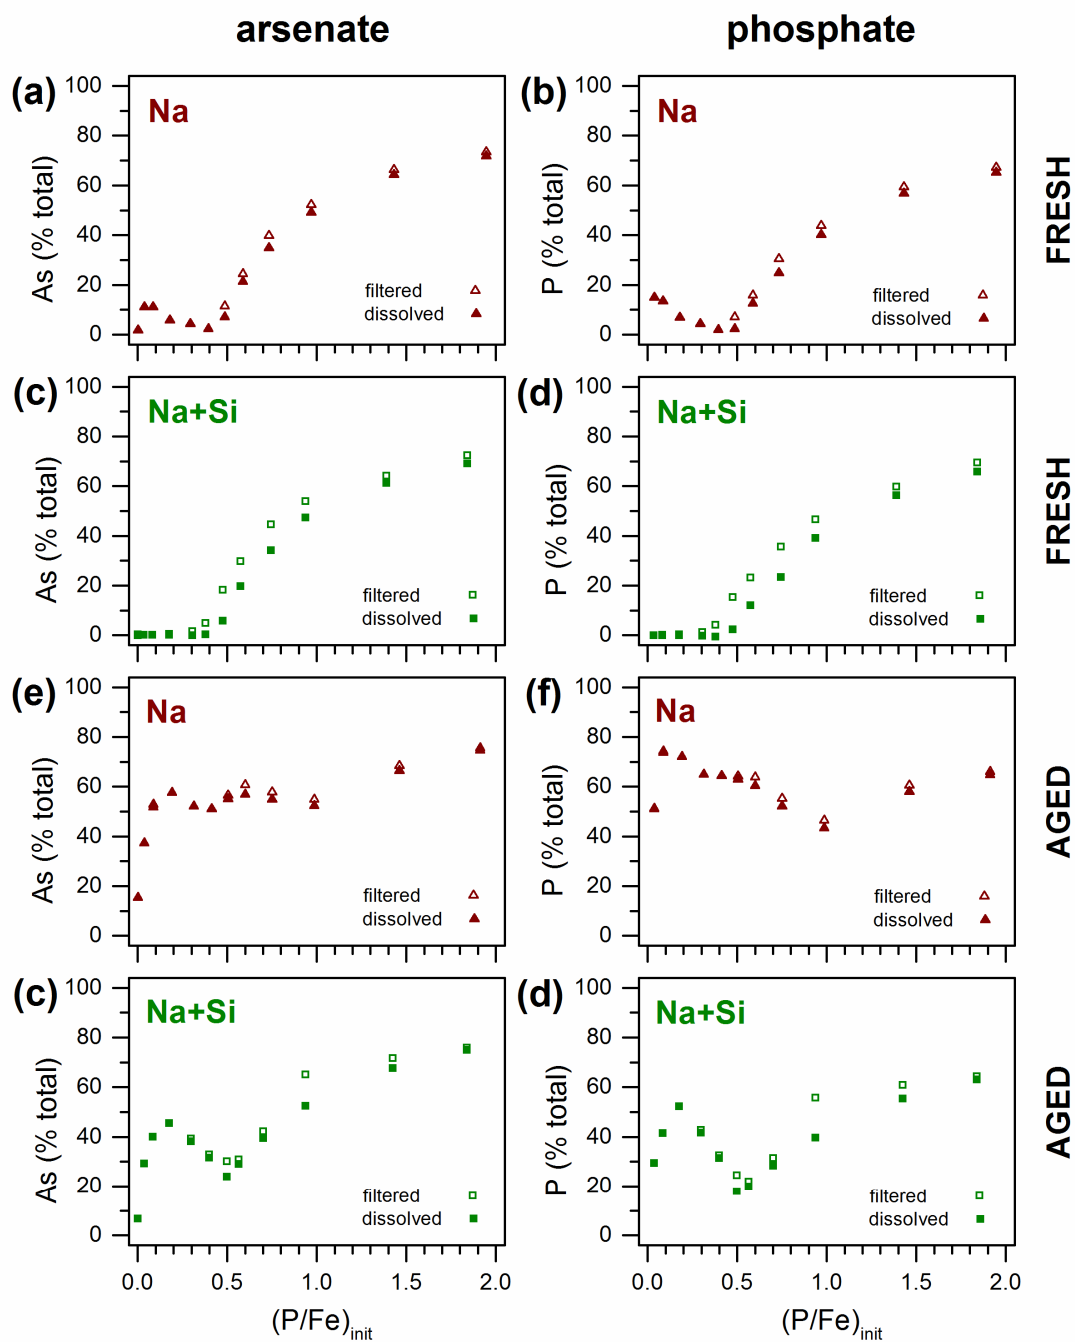 arsenate
phosphate
(a)
Na
100
80
60
40
20
0
As (% total)
filtered
dissolved
(b)
Na
100
80
60
40
20
0
P (% total)
filtered
dissolved
FRESH
(c)
Na+Si
100
80
60
40
20
0
As (% total)
filtered
dissolved
(d)
Na+Si
100
80
60
40
20
0
P (% total)
filtered
dissolved
FRESH
(e)
Na
100
80
60
40
20
0
As (% total)
filtered
dissolved
(f)
Na
100
80
60
40
20
0
P (% total)
filtered
dissolved
AGED
(c)
Na+Si
100
80
60
40
20
0
As (% total)
filtered
dissolved
0.0 0.5 1.0 1.5 2.0
(P/Fe)init
(d)
Na+Si
100
80
60
40
20
0
P (% total)
filtered
dissolved
0.0 0.5 1.0 1.5 2.0
(P/Fe)init
AGED